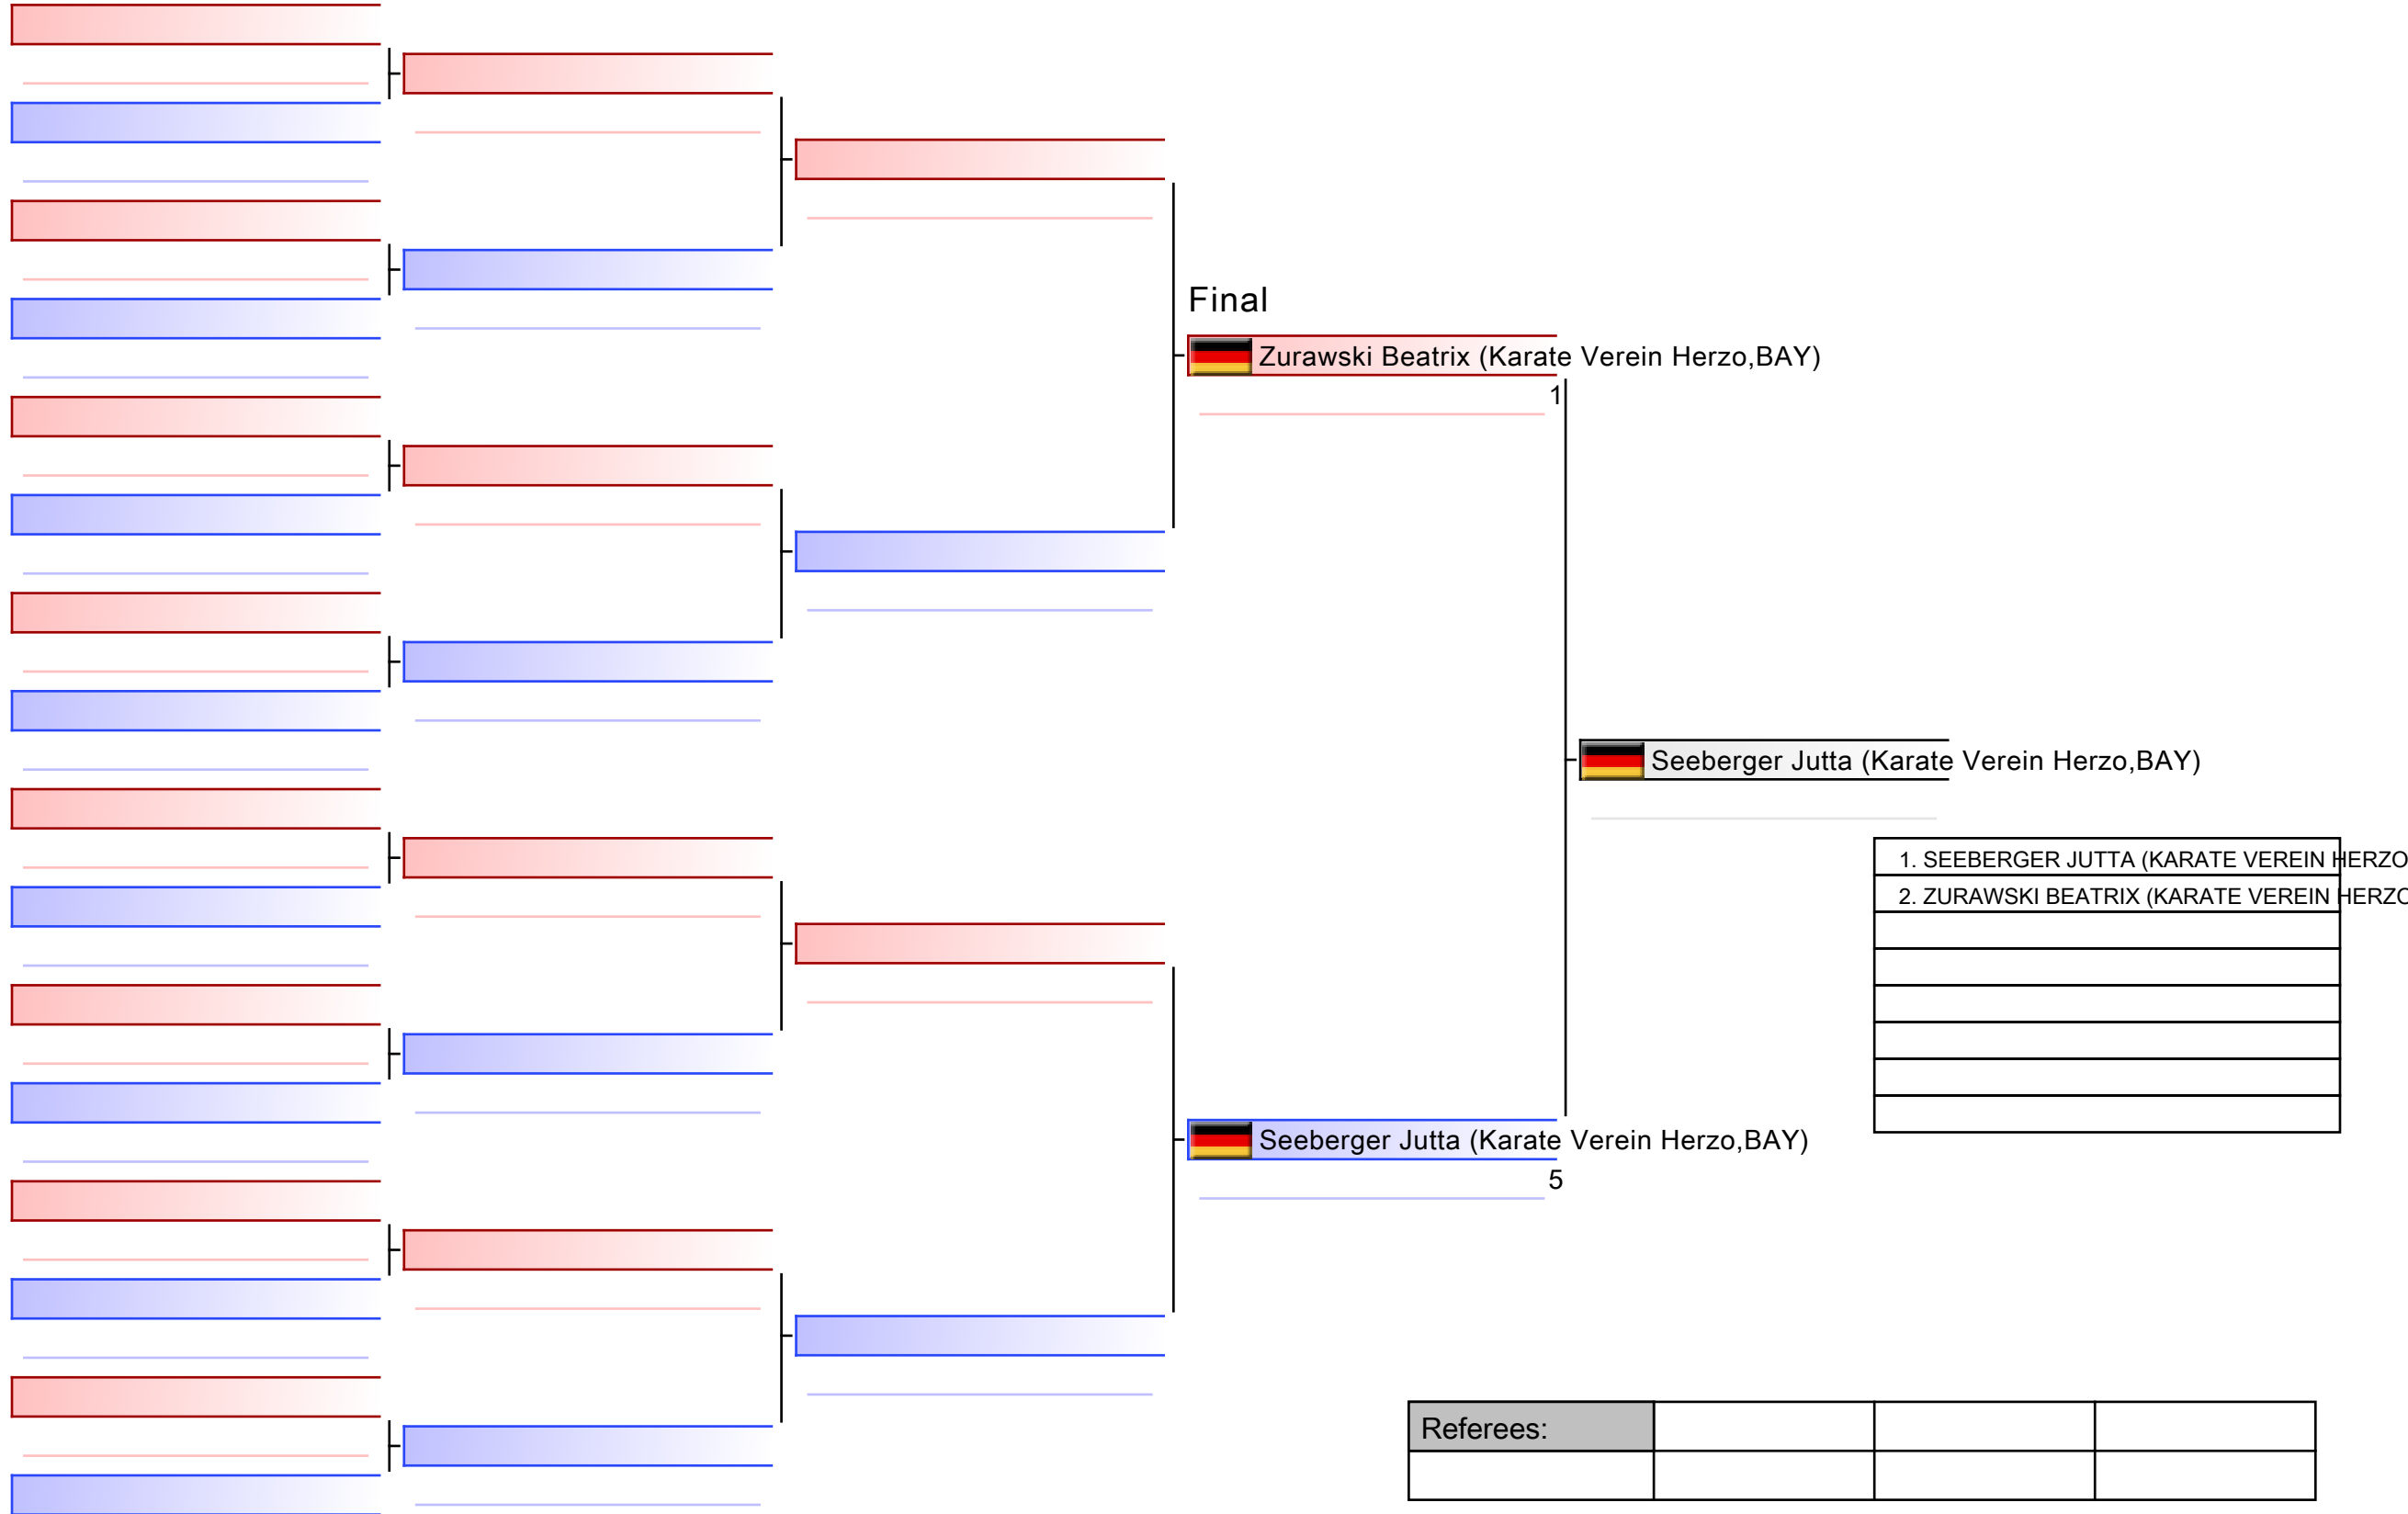 Final
Zurawski Beatrix (Karate Verein Herzo,BAY)
1
Seeberger Jutta (Karate Verein Herzo,BAY)
1. SEEBERGER JUTTA (KARATE VEREIN HERZO
2. ZURAWSKI BEATRIX (KARATE VEREIN HERZO
Seeberger Jutta (Karate Verein Herzo,BAY)
5
Referees: